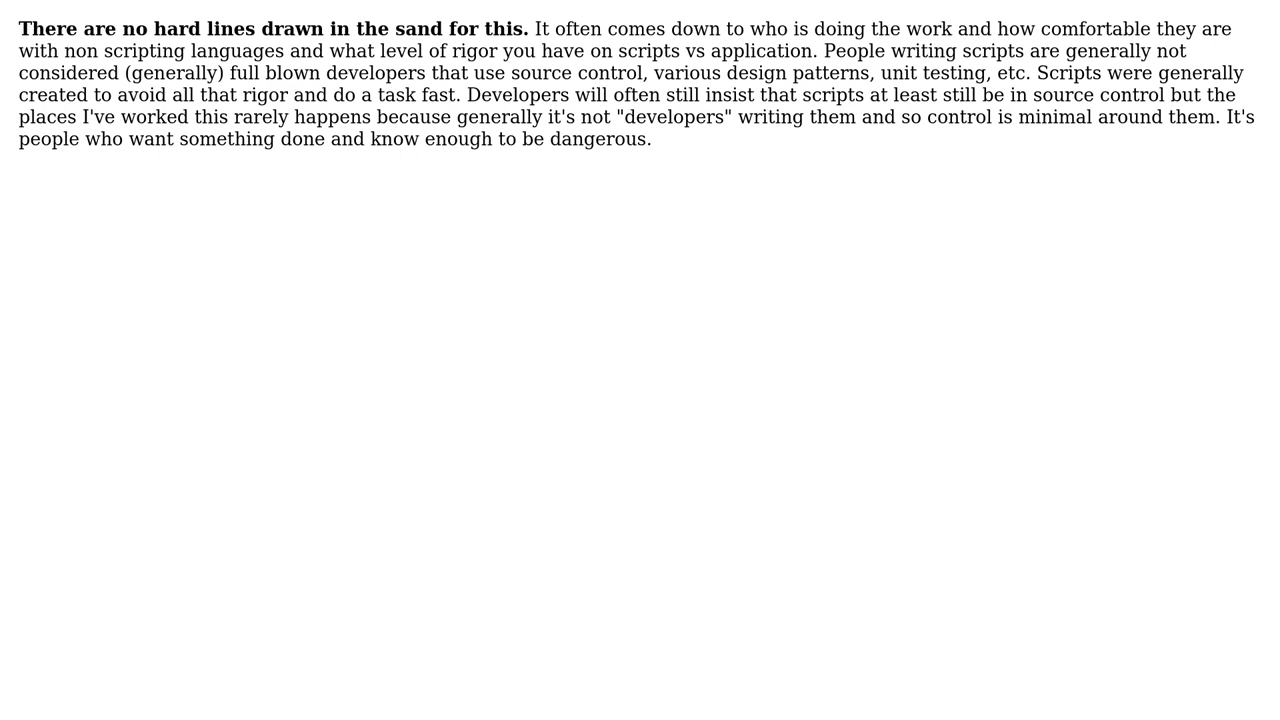 There are no hard lines drawn in the sand for this. It often comes down to who is doing the work and how comfortable they are
with non scripting languages and what level of rigor you have on scripts vs application. People writing scripts are generally not
considered (generally) full blown developers that use source control, various design patterns, unit testing, etc. Scripts were generally
created to avoid all that rigor and do a task fast. Developers will often still insist that scripts at least still be in source control but the
places I've worked this rarely happens because generally it's not "developers" writing them and so control is minimal around them. It's
people who want something done and know enough to be dangerous.